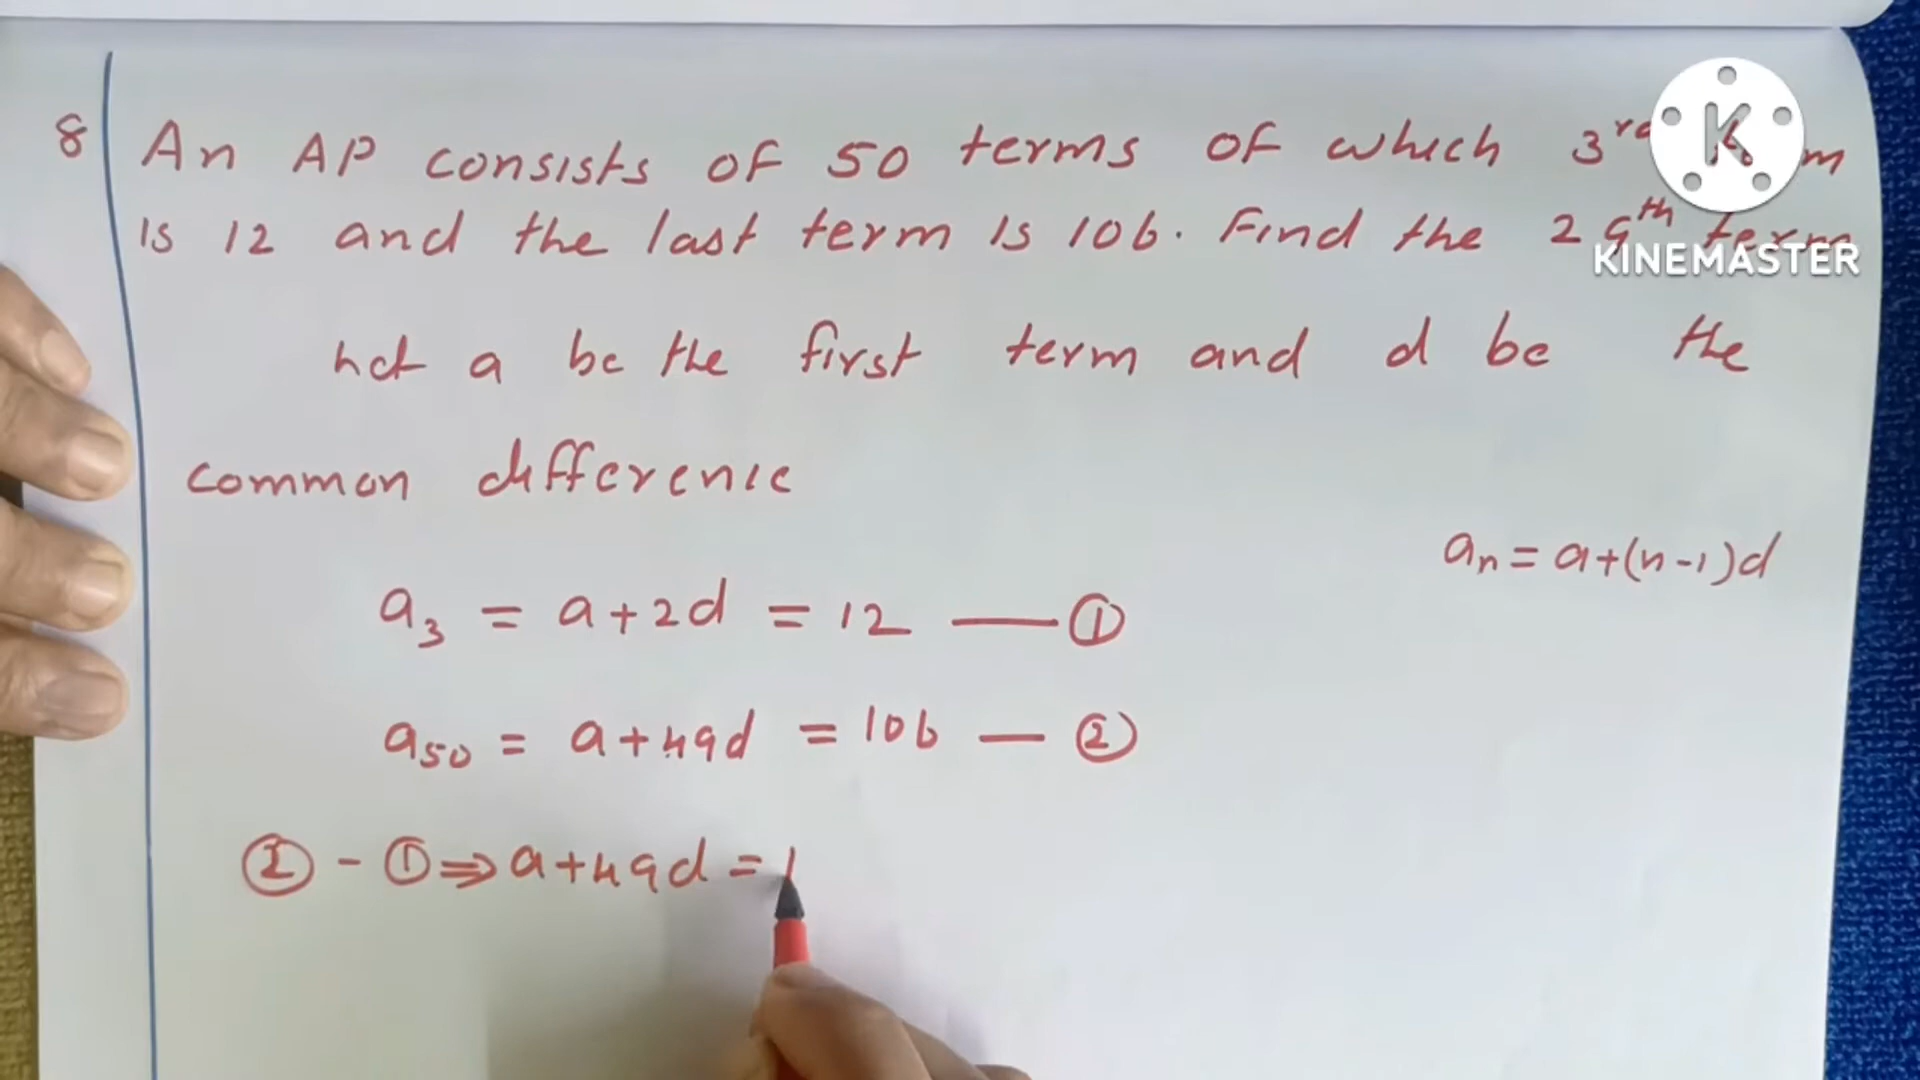 8 An AP consists of 50 terms of which 3rd term
is 12 and the last term is 106. Find the 29th term
Let a be the first term and d be the
common difference
an = a+(n-1)d
a3 = a+2d = 12 — ①
a50 = a+49d = 106 — ②
② - ① ⇒ a+49d = 1
K
KINEMASTER